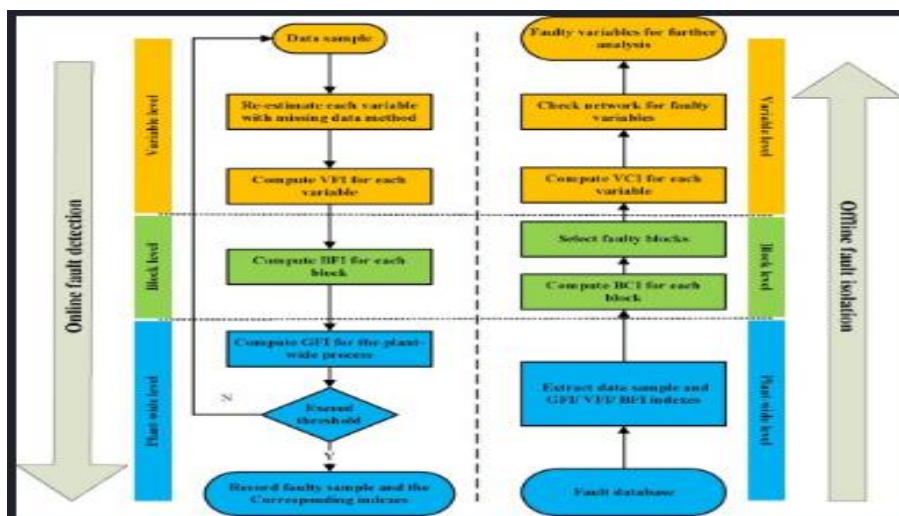 Data sample
Re-estimate each variable
with missing data method
Compute VFI for each
variable
Compute BFI for each
block
Compute GFI for the plant-
wide process
Exceed
threshold
N
Y
Record faulty sample and the
Corresponding indexes
Online fault detection
Variable level
Block level
Plant-wide level
Faulty variables for further
analysis
Check network for faulty
variables
Compute VCI for each
variable
Select faulty blocks
Compute BCI for each
block
Extract data sample and
GFI/ VFI/ BFI indexes
Fault database
Variable level
Block level
Plant-wide level
Offline fault isolation